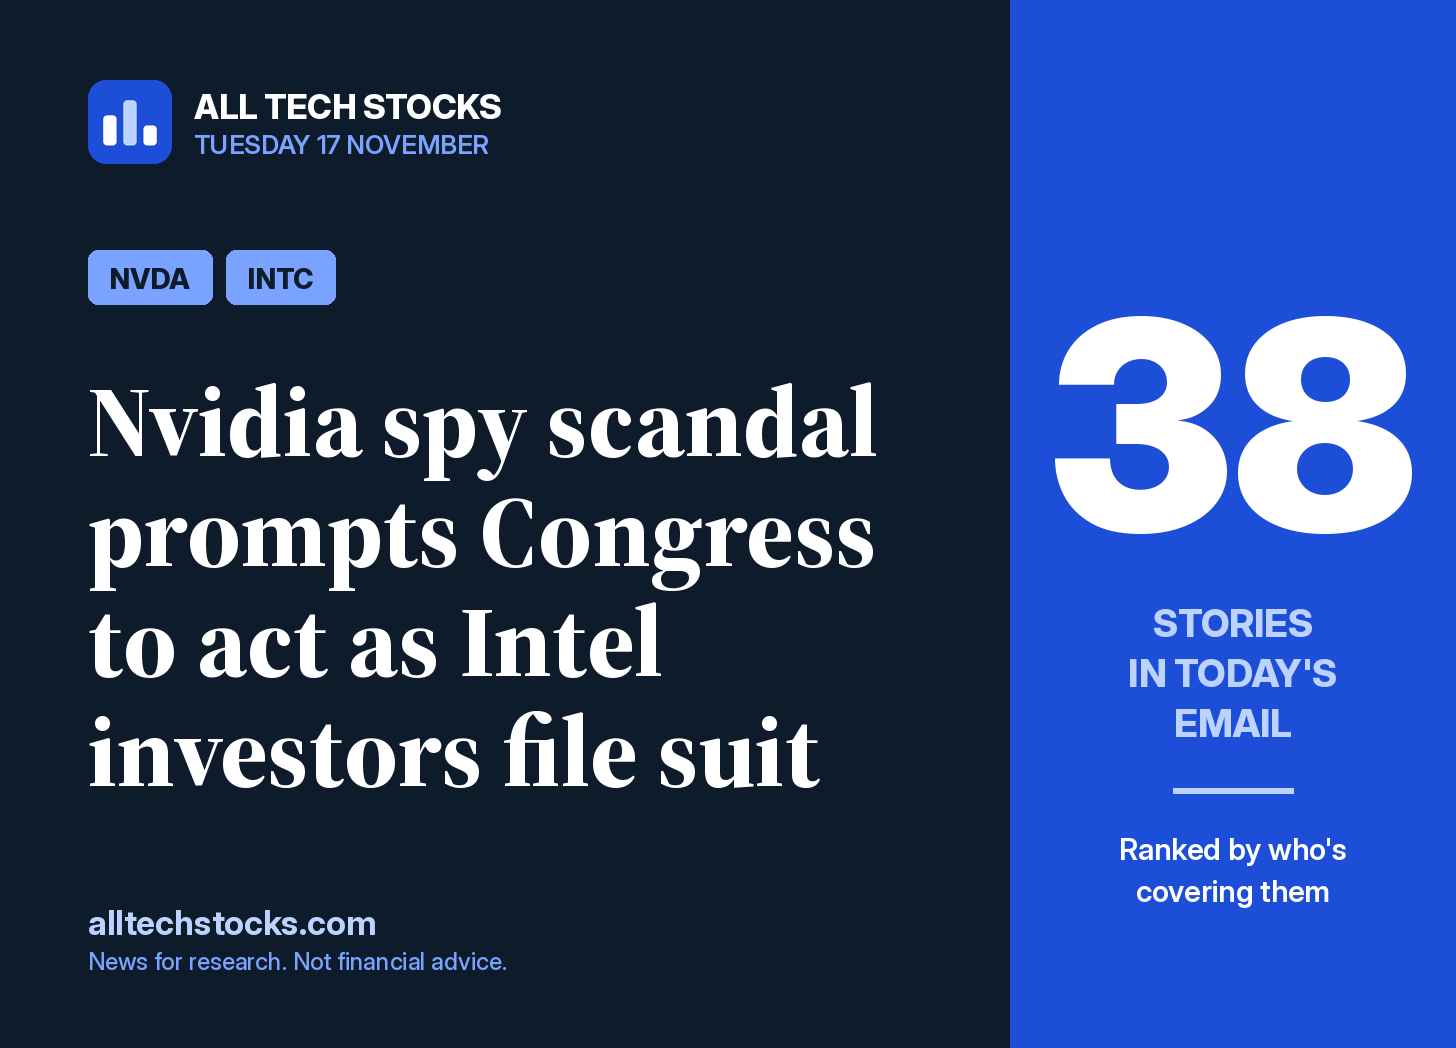 ALL TECH STOCKS
TUESDAY 17 NOVEMBER
NVDA INTC
Nvidia spy scandal
prompts Congress
to act as Intel
investors file suit
alltechstocks.com
News for research. Not financial advice.
38
STORIES
IN TODAY'S
EMAIL
Ranked by who's
covering them